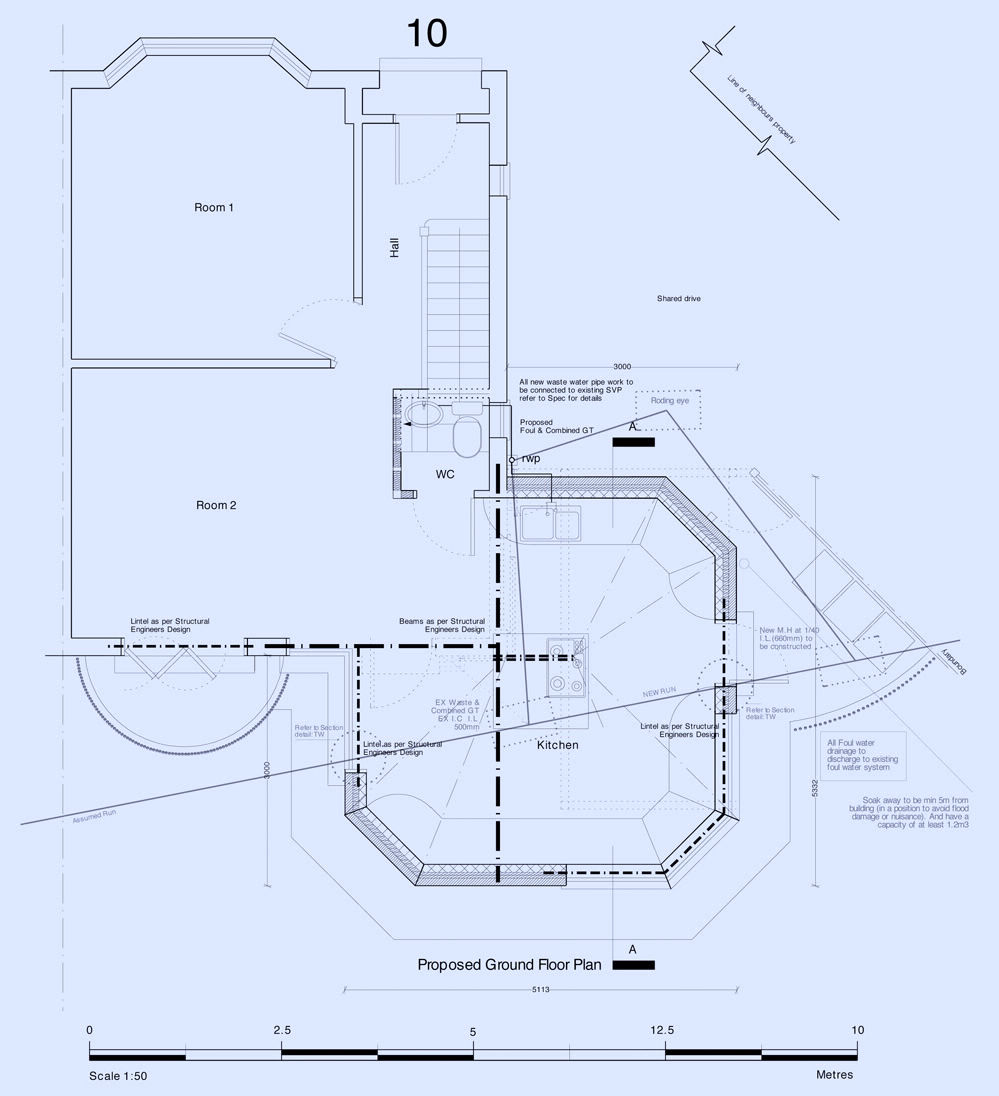 10
Line of neighbours property
Room 1
Hall
Shared drive
3000
All new waste water pipe work to
be connected to existing SVP
refer to Spec for details
Roding eye
Proposed
Foul & Combined GT
A
rwp
WC
Room 2
Lintel as per Structural
Engineers Design
Beams as per Structural
Engineers Design
New M.H at 1/40
I.L.(660mm) to
be constructed
Boundary
NEW RUN
EX Waste &
Combined GT
EX I.C I.L
500mm
Refer to Section
detail: TW
Refer to Section
detail: TW
Lintel as per Structural
Engineers Design
Lintel as per Structural
Engineers Design
Kitchen
All Foul water
drainage to
discharge to existing
foul water system
3000
5332
Soak away to be min 5m from
building (in a position to avoid flood
damage or nuisance). And have a
capacity of at least 1.2m3
Assumed Run
A
Proposed Ground Floor Plan
5113
0 2.5 5 12.5 10
Scale 1:50 Metres